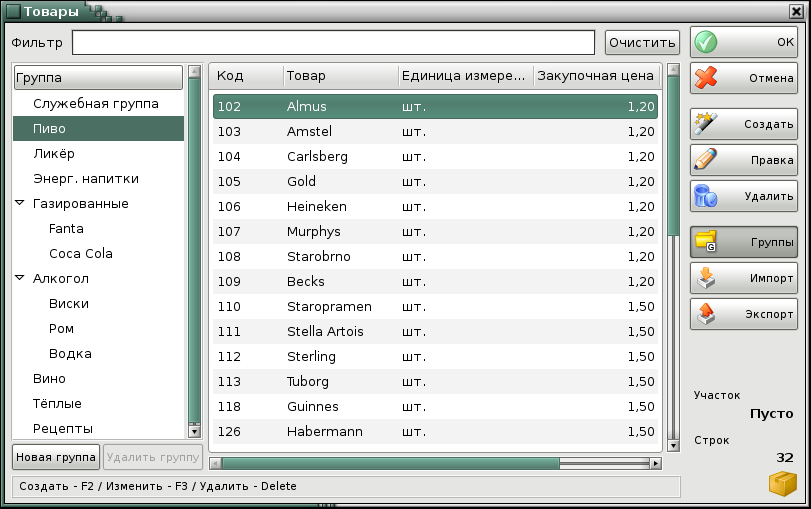 Товары
Фильтр Очистить
Группа
Служебная группа
Пиво
Ликёр
Энерг. напитки
Газированные
Fanta
Coca Cola
Алкогол
Виски
Ром
Водка
Вино
Тёплые
Рецепты
Новая группа Удалить группу
Код Товар Единица измере... Закупочная цена
102 Almus шт. 1,20
103 Amstel шт. 1,20
104 Carlsberg шт. 1,20
105 Gold шт. 1,20
106 Heineken шт. 1,20
107 Murphys шт. 1,20
108 Starobrno шт. 1,20
109 Becks шт. 1,20
110 Staropramen шт. 1,50
111 Stella Artois шт. 1,50
112 Sterling шт. 1,50
113 Tuborg шт. 1,50
118 Guinnes шт. 1,50
126 Habermann шт. 1,50
OK
Отмена
Создать
Правка
Удалить
Группы
Импорт
Экспорт
Участок
Пусто
Строк
32
Создать - F2 / Изменить - F3 / Удалить - Delete